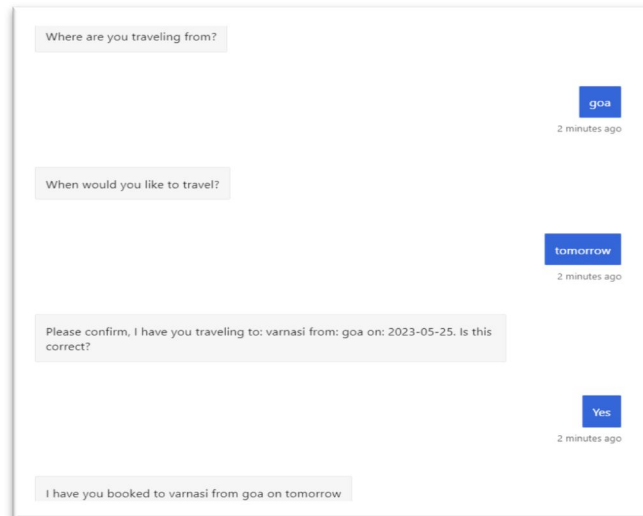 Where are you traveling from?
goa
2 minutes ago
When would you like to travel?
tomorrow
2 minutes ago
Please confirm, I have you traveling to: varnasi from: goa on: 2023-05-25. Is this
correct?
Yes
2 minutes ago
I have you booked to varnasi from goa on tomorrow